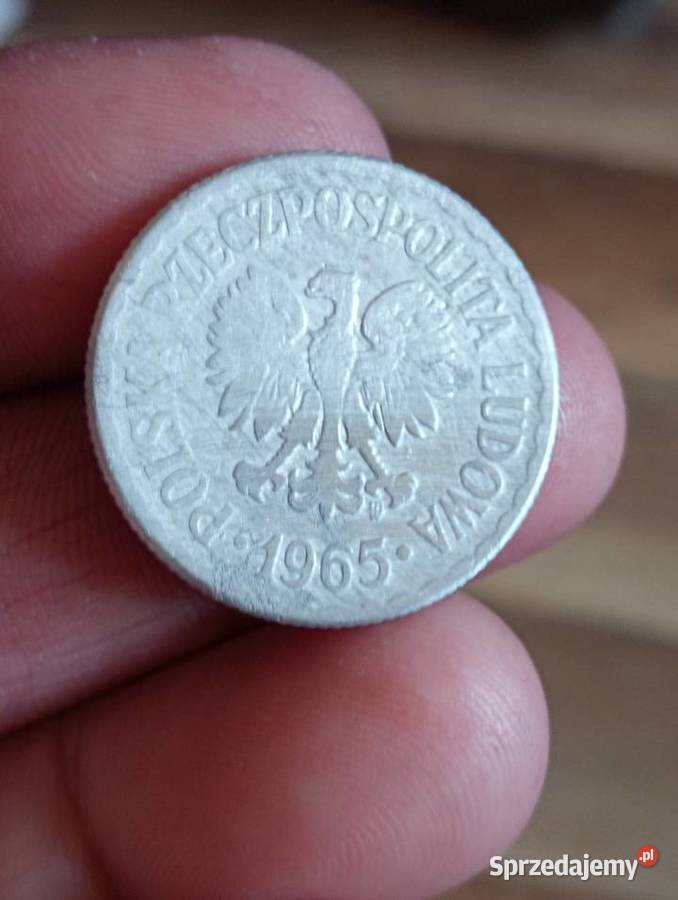 POLSKA RZECZPOSPOLITA LUDOWA
• 1965 •
Sprzedajemy.pl